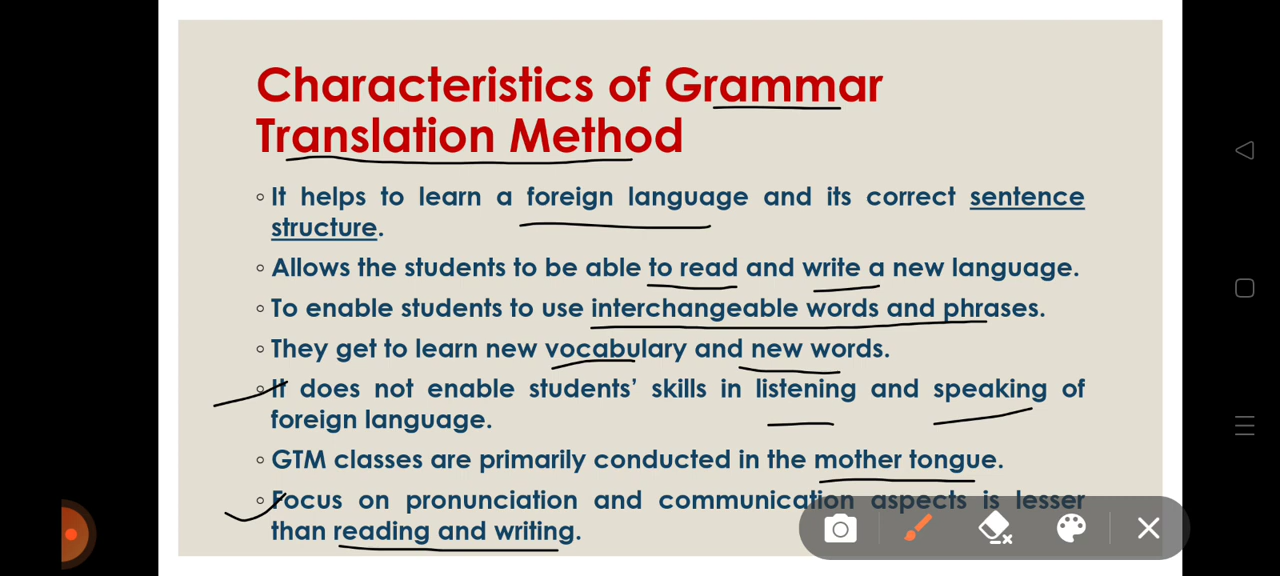 Characteristics of Grammar
Translation Method
◦ It helps to learn a foreign language and its correct sentence
structure.
◦ Allows the students to be able to read and write a new language.
◦ To enable students to use interchangeable words and phrases.
◦ They get to learn new vocabulary and new words.
◦ It does not enable students’ skills in listening and speaking of
foreign language.
◦ GTM classes are primarily conducted in the mother tongue.
◦ Focus on pronunciation and communication aspects is lesser
than reading and writing.